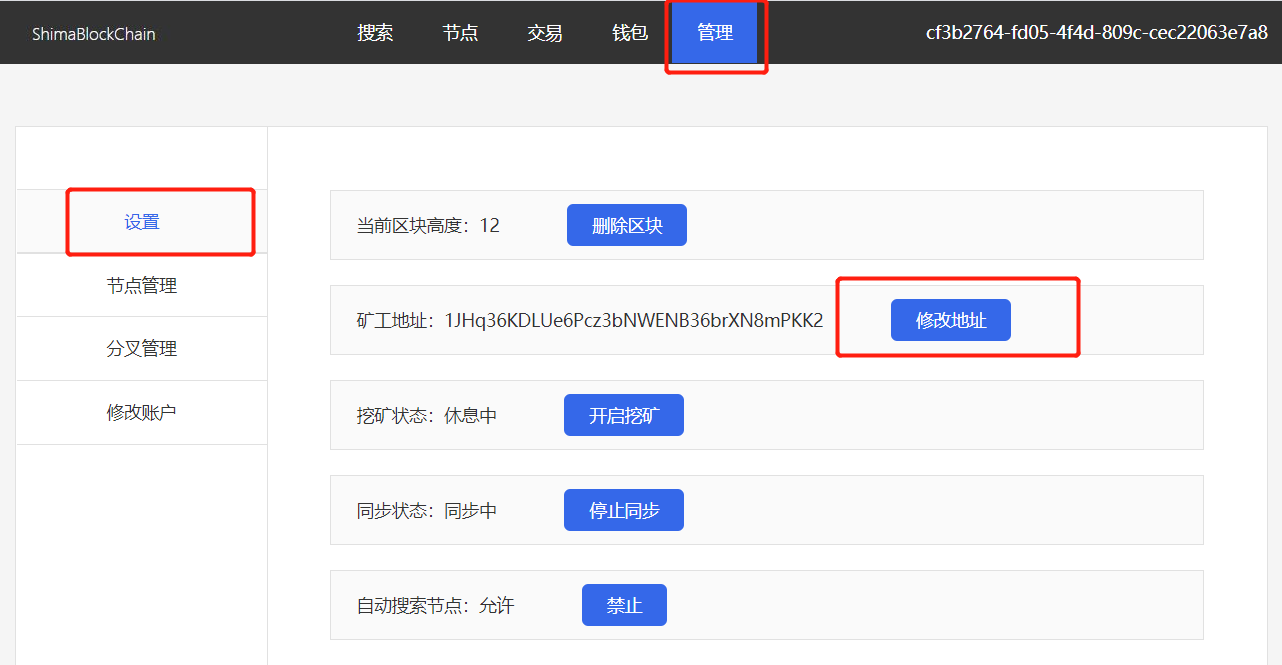 ShimaBlockChain 搜索 节点 交易 钱包 管理 cf3b2764-fd05-4f4d-809c-cec22063e7a8
设置
节点管理
分叉管理
修改账户
当前区块高度：12 删除区块
矿工地址：1JHq36KDLUe6Pcz3bNWENB36brXN8mPKK2 修改地址
挖矿状态：休息中 开启挖矿
同步状态：同步中 停止同步
自动搜索节点：允许 禁止